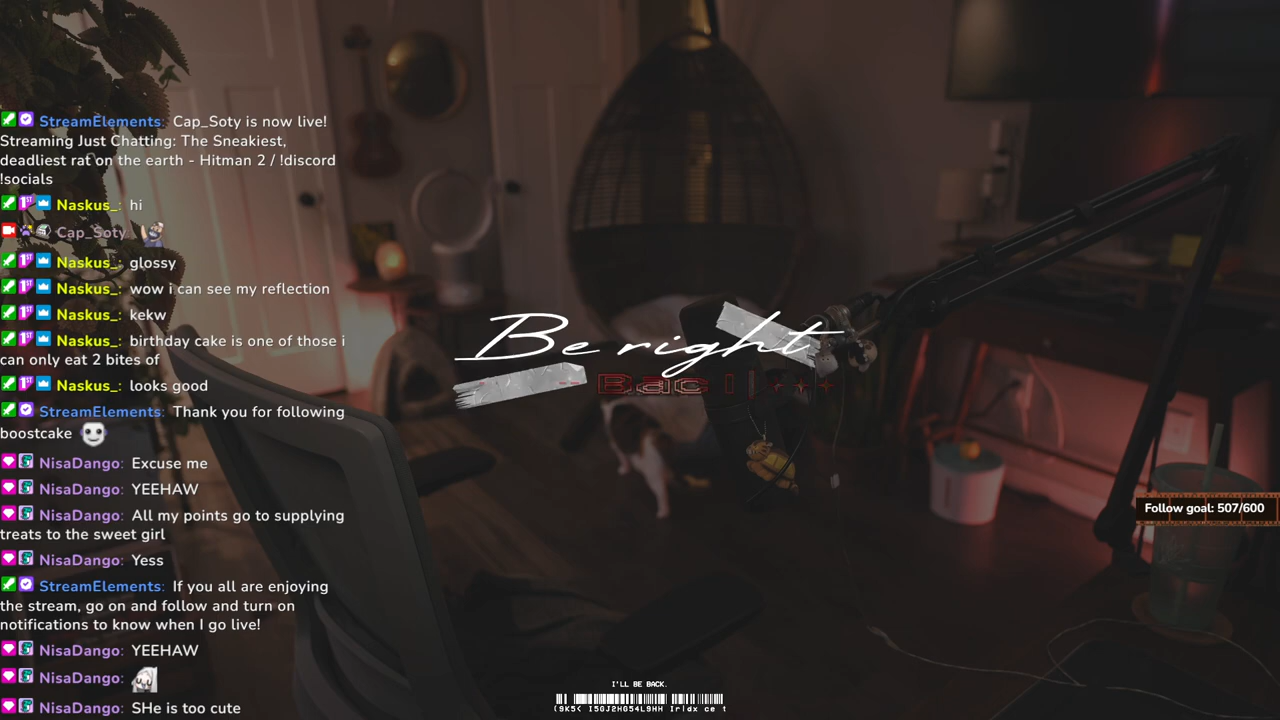 StreamElements: Cap_Soty is now live!
Streaming Just Chatting: The Sneakiest,
deadliest rat on the earth - Hitman 2 / !discord
!socials
Naskus_: hi
Cap_Soty
Naskus_: glossy
Naskus_: wow i can see my reflection
Naskus_: kekw
Naskus_: birthday cake is one of those i
can only eat 2 bites of
Naskus_: looks good
StreamElements: Thank you for following
boostcake
NisaDango: Excuse me
NisaDango: YEEHAW
NisaDango: All my points go to supplying
treats to the sweet girl
NisaDango: Yess
StreamElements: If you all are enjoying
the stream, go on and follow and turn on
notifications to know when I go live!
NisaDango: YEEHAW
NisaDango:
NisaDango: SHe is too cute
Be right
Bac
Follow goal: 507/600
I'LL BE BACK.